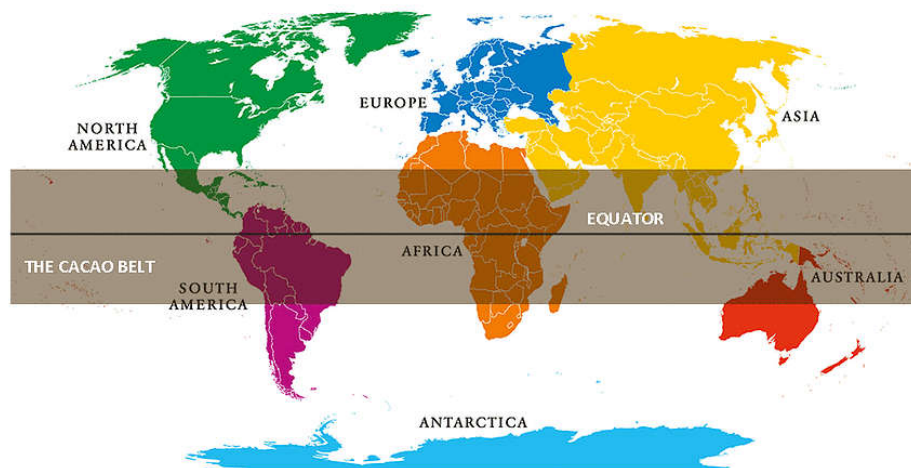 EUROPE
ASIA
NORTH
AMERICA
EQUATOR
AFRICA
THE CACAO BELT
AUSTRALIA
SOUTH
AMERICA
ANTARCTICA